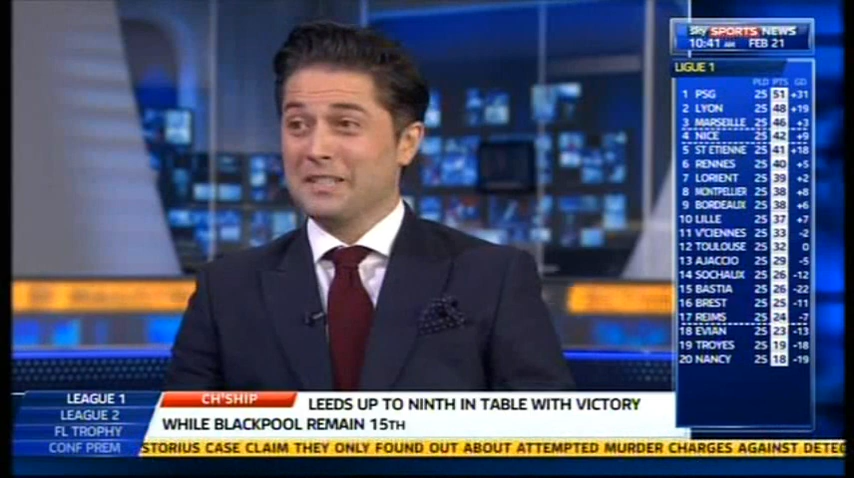 SKY SPORTS NEWS
10:41 AM FEB 21
LIGUE 1
PLD PTS GD
1 PSG 25 51 +31
2 LYON 25 48 +19
3 MARSEILLE 25 46 +3
4 NICE 25 42 +9
5 ST ETIENNE 25 41 +18
6 RENNES 25 40 +5
7 LORIENT 25 39 +2
8 MONTPELLIER 25 38 +8
9 BORDEAUX 25 38 +6
10 LILLE 25 37 +7
11 V'CIENNES 25 33 -2
12 TOULOUSE 25 32 0
13 AJACCIO 25 29 -5
14 SOCHAUX 25 26 -12
15 BASTIA 25 26 -22
16 BREST 25 25 -11
17 REIMS 25 24 -7
18 EVIAN 25 23 -13
19 TROYES 25 19 -18
20 NANCY 25 18 -19
LEAGUE 1
LEAGUE 2
FL TROPHY
CONF PREM
CH'SHIP LEEDS UP TO NINTH IN TABLE WITH VICTORY
WHILE BLACKPOOL REMAIN 15TH
STORIUS CASE CLAIM THEY ONLY FOUND OUT ABOUT ATTEMPTED MURDER CHARGES AGAINST DETEC